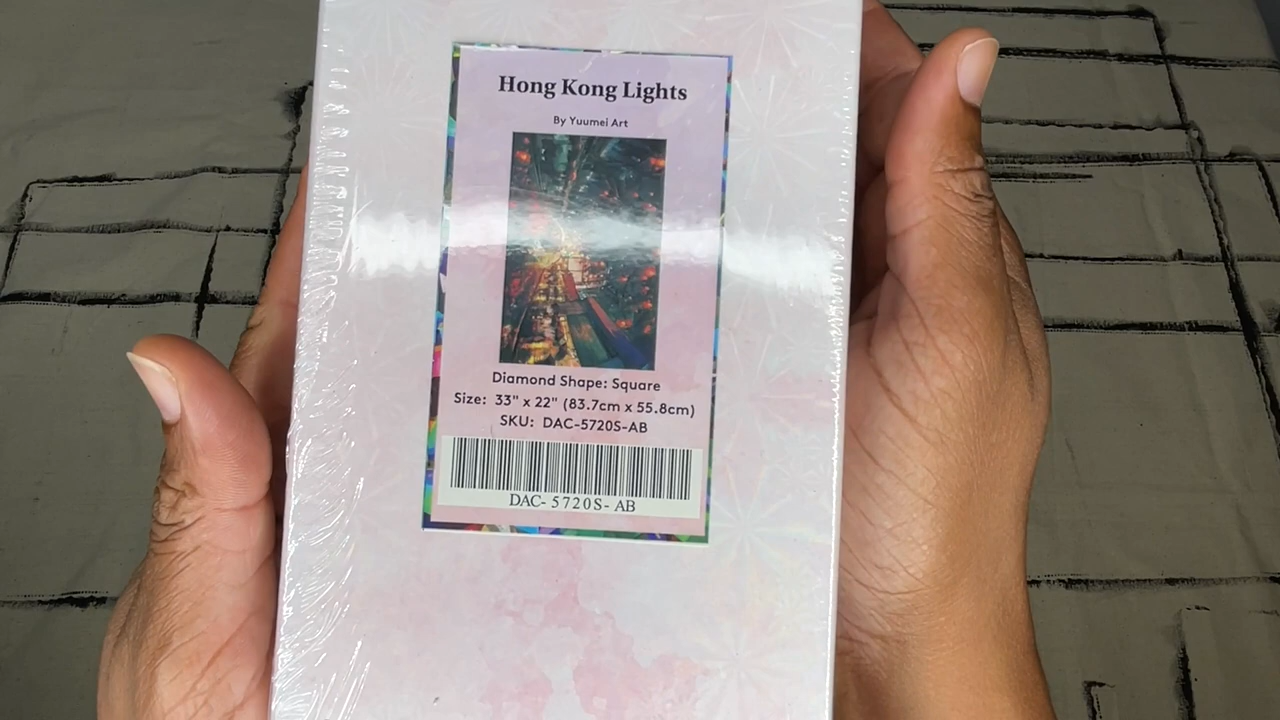 Hong Kong Lights
By Yuumei Art
Diamond Shape: Square
Size: 33" x 22" (83.7cm x 55.8cm)
SKU: DAC-5720S-AB
DAC- 5720S- AB